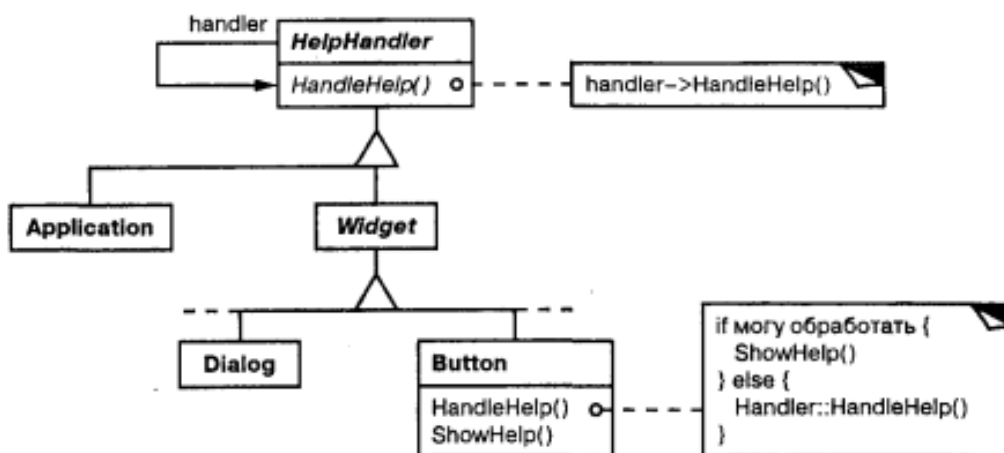 handler
HelpHandler
HandleHelp()
handler->HandleHelp()
Application
Widget
Dialog
Button
HandleHelp()
ShowHelp()
if могу обработать {
ShowHelp()
} else {
Handler::HandleHelp()
}